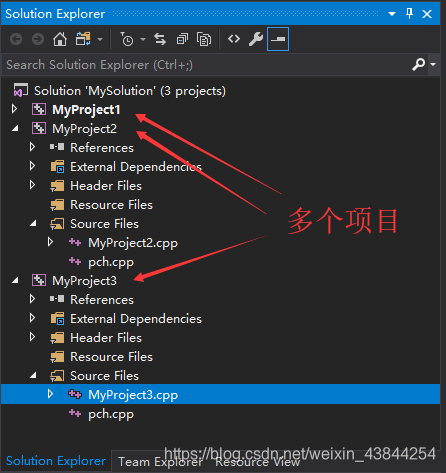 Solution Explorer
Search Solution Explorer (Ctrl+;)
Solution 'MySolution' (3 projects)
MyProject1
MyProject2
References
External Dependencies
Header Files
Resource Files
Source Files
MyProject2.cpp
pch.cpp
多个项目
MyProject3
References
External Dependencies
Header Files
Resource Files
Source Files
MyProject3.cpp
pch.cpp
https://blog.csdn.net/weixin_43844254
Solution Explorer Team Explorer Resource View